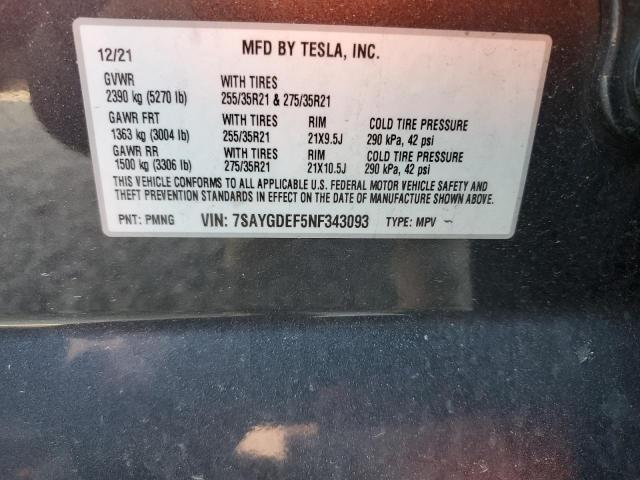 12/21 MFD BY TESLA, INC.
GVWR WITH TIRES
2390 kg (5270 lb) 255/35R21 & 275/35R21
GAWR FRT WITH TIRES RIM COLD TIRE PRESSURE
1363 kg (3004 lb) 255/35R21 21X9.5J 290 kPa, 42 psi
GAWR RR WITH TIRES RIM COLD TIRE PRESSURE
1500 kg (3306 lb) 275/35R21 21X10.5J 290 kPa, 42 psi
THIS VEHICLE CONFORMS TO ALL APPLICABLE U.S. FEDERAL MOTOR VEHICLE SAFETY AND
THEFT PREVENTION STANDARDS IN EFFECT ON THE DATE OF MANUFACTURE SHOWN ABOVE.
PNT: PMNG VIN: 7SAYGDEF5NF343093 TYPE: MPV